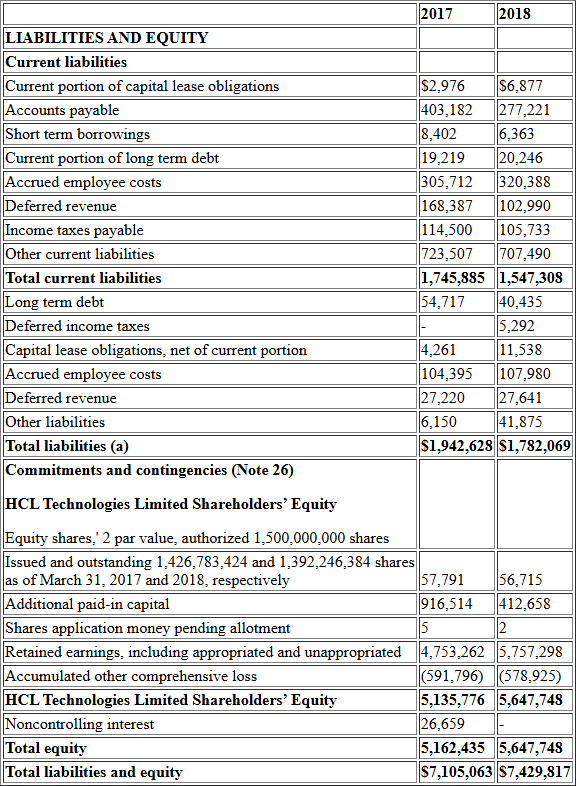 2017 2018
LIABILITIES AND EQUITY
Current liabilities
Current portion of capital lease obligations $2,976 $6,877
Accounts payable 403,182 277,221
Short term borrowings 8,402 6,363
Current portion of long term debt 19,219 20,246
Accrued employee costs 305,712 320,388
Deferred revenue 168,387 102,990
Income taxes payable 114,500 105,733
Other current liabilities 723,507 707,490
Total current liabilities 1,745,885 1,547,308
Long term debt 54,717 40,435
Deferred income taxes - 5,292
Capital lease obligations, net of current portion 4,261 11,538
Accrued employee costs 104,395 107,980
Deferred revenue 27,220 27,641
Other liabilities 6,150 41,875
Total liabilities (a) $1,942,628 $1,782,069
Commitments and contingencies (Note 26)
HCL Technologies Limited Shareholders’ Equity
Equity shares,' 2 par value, authorized 1,500,000,000 shares
Issued and outstanding 1,426,783,424 and 1,392,246,384 shares
as of March 31, 2017 and 2018, respectively 57,791 56,715
Additional paid-in capital 916,514 412,658
Shares application money pending allotment 5 2
Retained earnings, including appropriated and unappropriated 4,753,262 5,757,298
Accumulated other comprehensive loss (591,796) (578,925)
HCL Technologies Limited Shareholders’ Equity 5,135,776 5,647,748
Noncontrolling interest 26,659 -
Total equity 5,162,435 5,647,748
Total liabilities and equity $7,105,063 $7,429,817